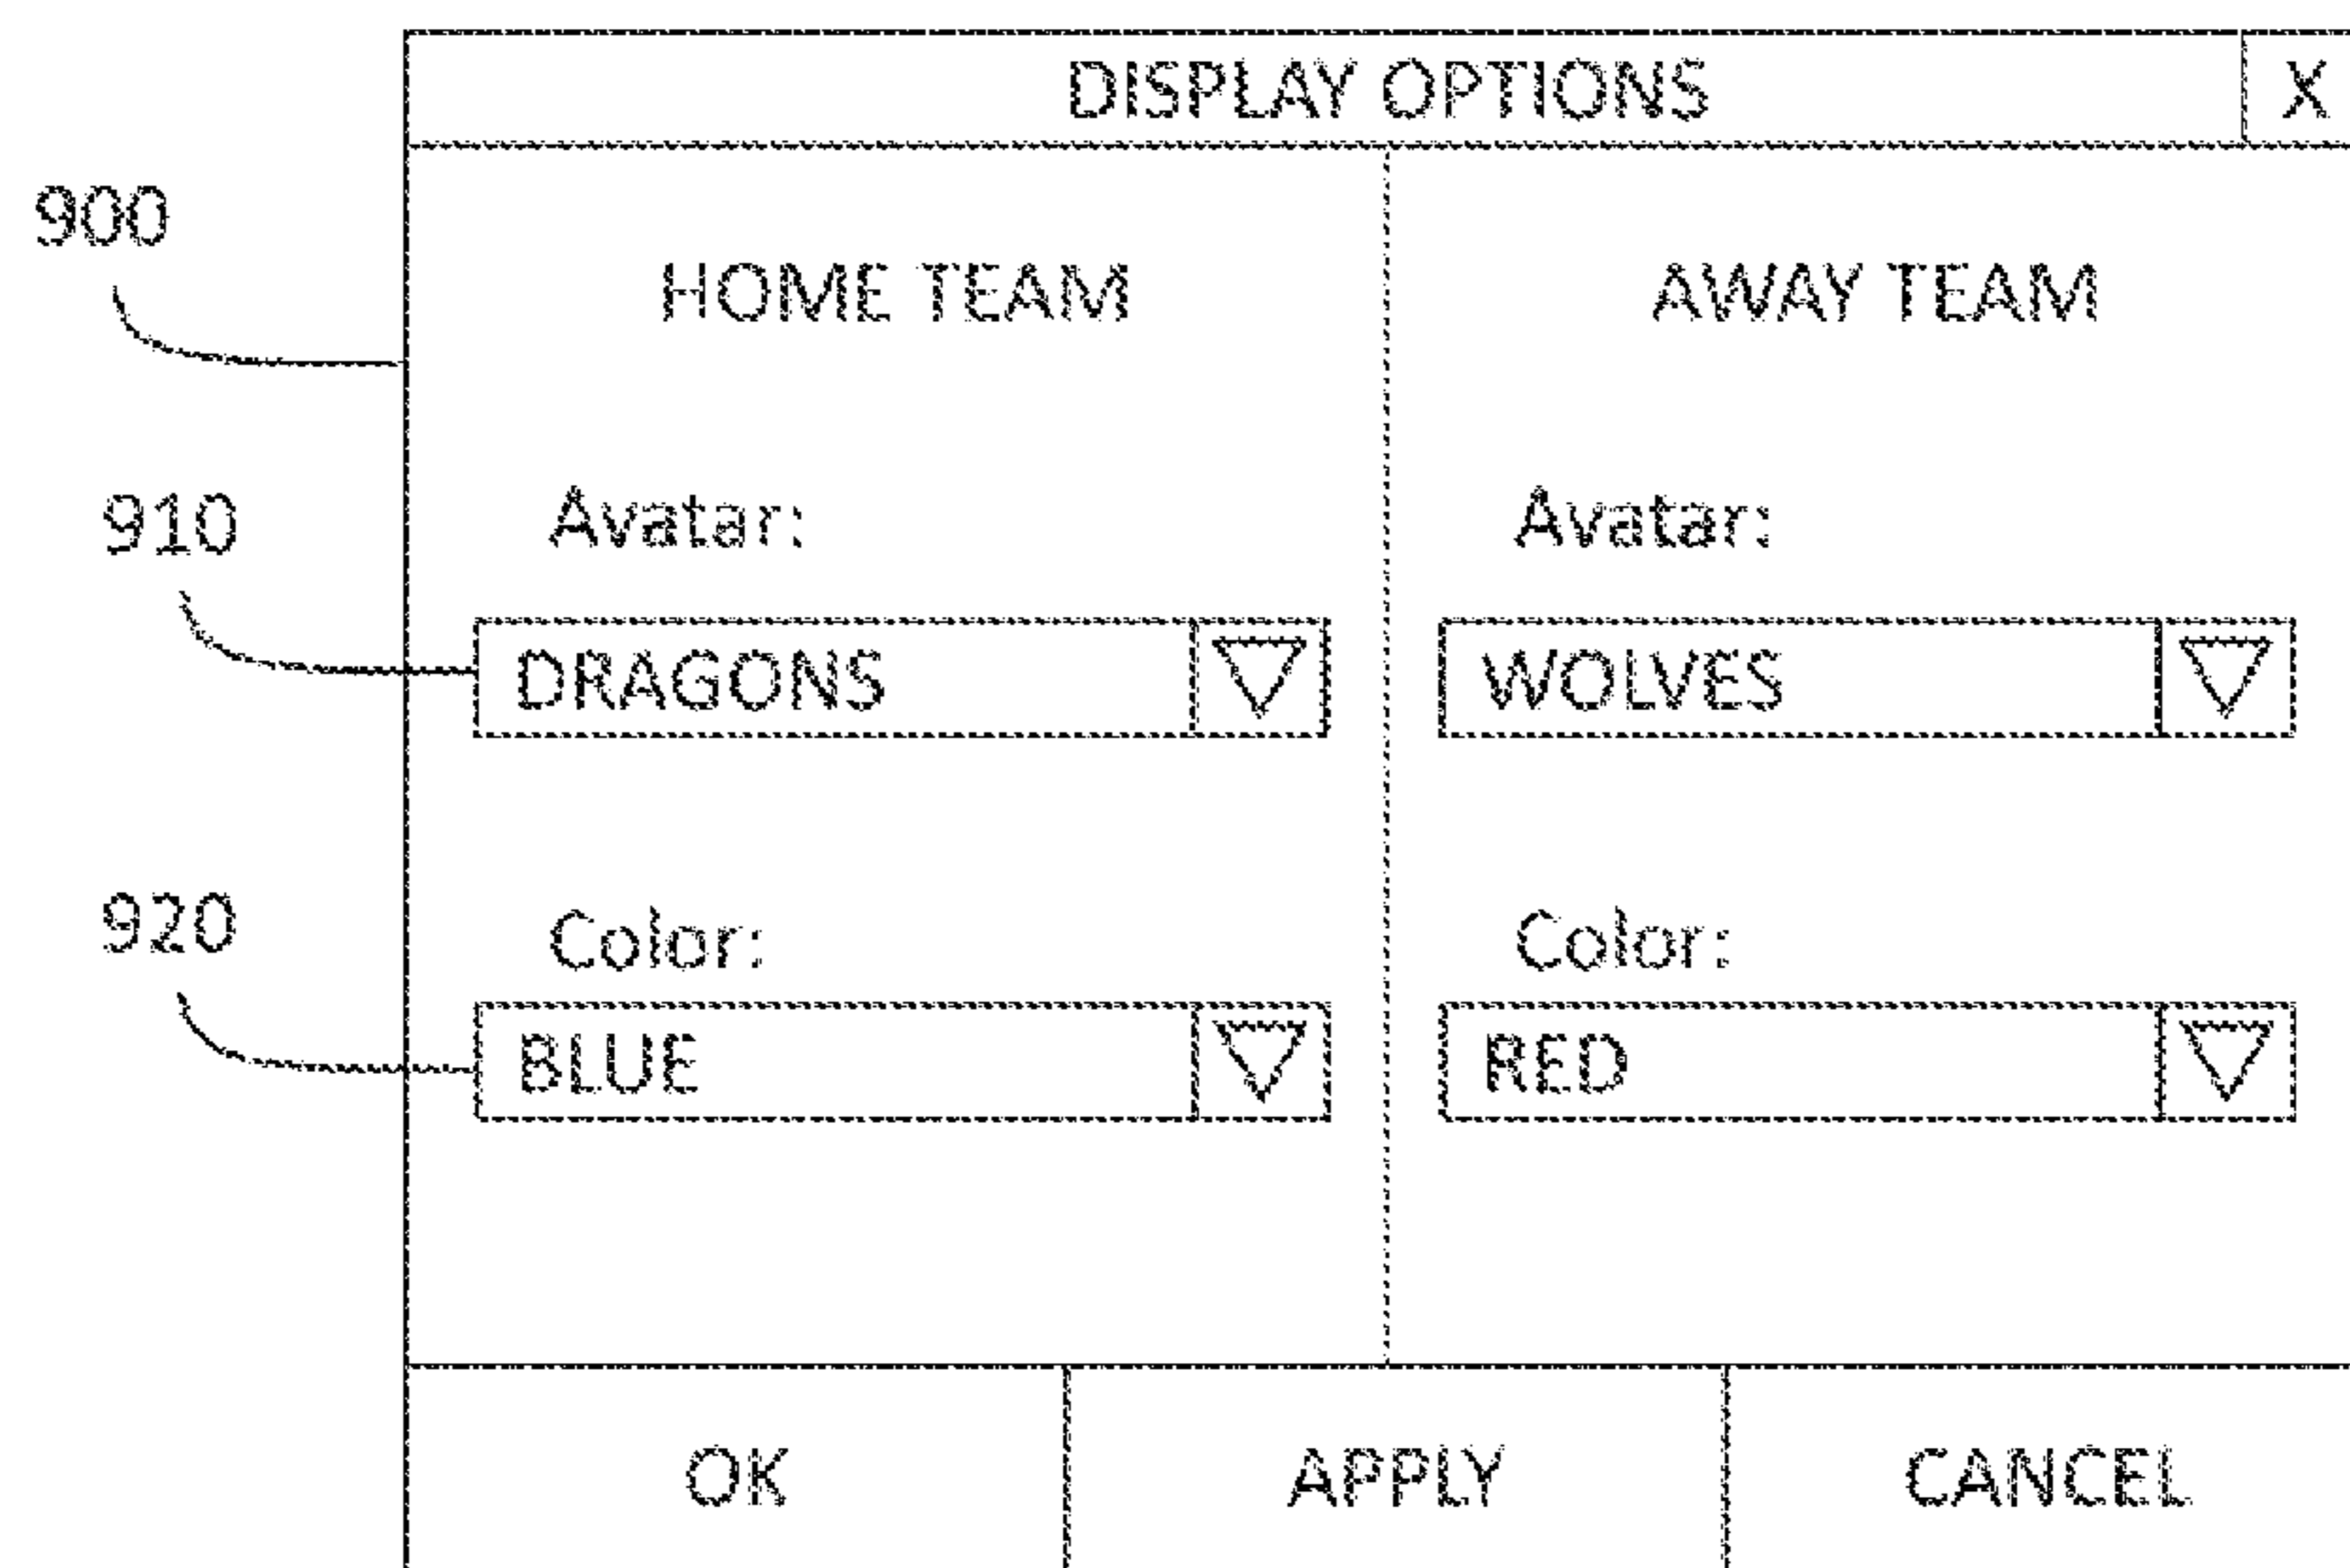 DISPLAY OPTIONS X
900
HOME TEAM AWAY TEAM
910 Avatar: Avatar:
DRAGONS WOLVES
920 Color: Color:
BLUE RED
OK APPLY CANCEL